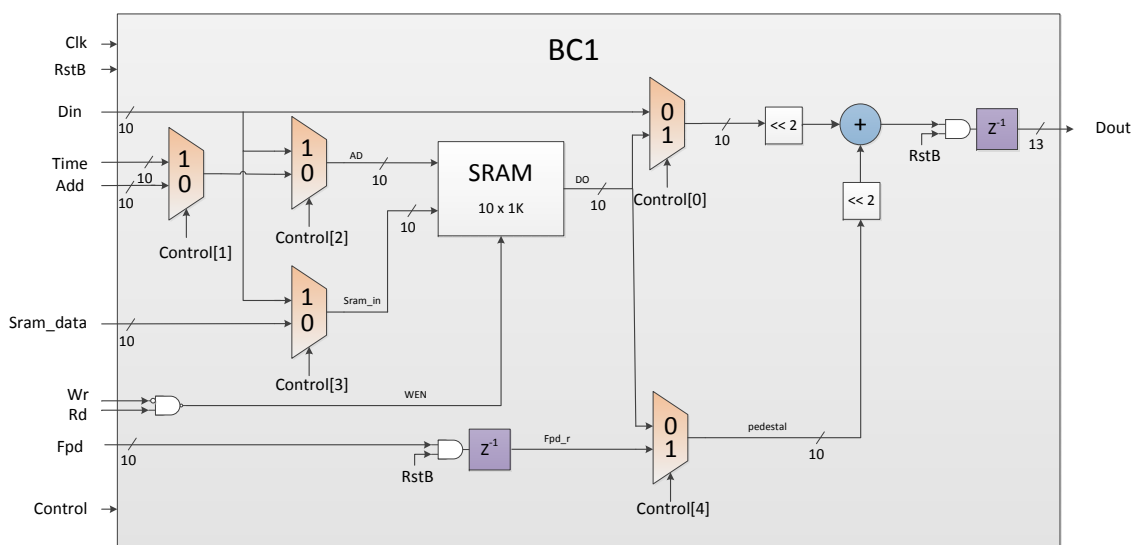 BC1
Clk
RstB
Din
10
Time
10
Add
10
1
0
Control[1]
1
0
Control[2]
AD
10
SRAM
10 x 1K
DO
10
0
1
Control[0]
10
<< 2
+
RstB
Z-1
13
Dout
<< 2
Sram_data
10
1
0
Control[3]
Sram_in
10
Wr
Rd
WEN
Fpd
10
RstB
Z-1
Fpd_r
0
1
Control[4]
pedestal
10
Control